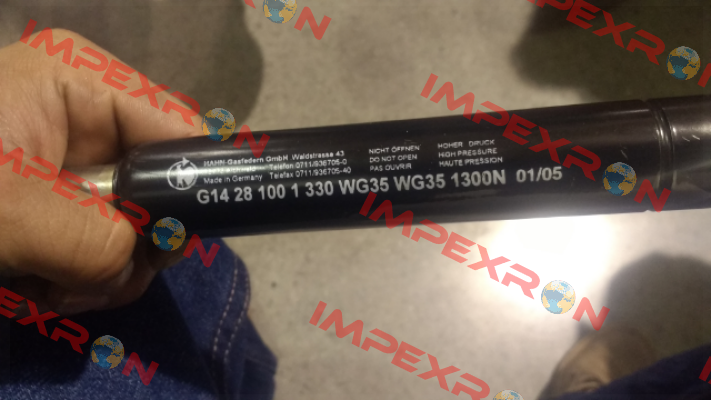 HAHN-Gasfedern GmbH Waldstrasse 43
Telefon 0711/936705-0
Made in Germany Telefax 0711/936705-40
NICHT ÖFFNEN
DO NOT OPEN
PAS OUVRIR
HOHER DRUCK
HIGH PRESSURE
HAUTE PRESSION
G14 28 100 1 330 WG35 WG35 1300N 01/05
IMPEXRON
IMPEXRON
IMPEXRON
IMPEXRON
IMPEXRON
IMPEXRON